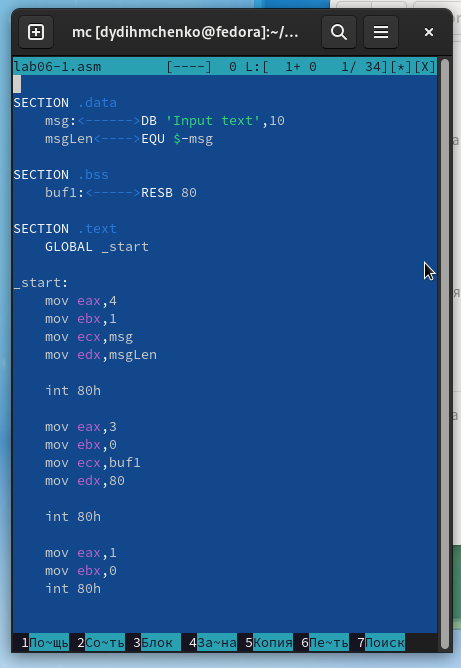 mc [dydihmchenko@fedora]:~/...
lab06-1.asm [----] 0 L:[ 1+ 0 1/ 34][*][X]
SECTION .data
msg:<------>DB 'Input text',10
msgLen<---->EQU $-msg
SECTION .bss
buf1:<----->RESB 80
SECTION .text
GLOBAL _start
_start:
mov eax,4
mov ebx,1
mov ecx,msg
mov edx,msgLen
int 80h
mov eax,3
mov ebx,0
mov ecx,buf1
mov edx,80
int 80h
mov eax,1
mov ebx,0
int 80h
1По~щь 2Со~ть 3Блок 4За~на 5Копия 6Пе~ть 7Поиск